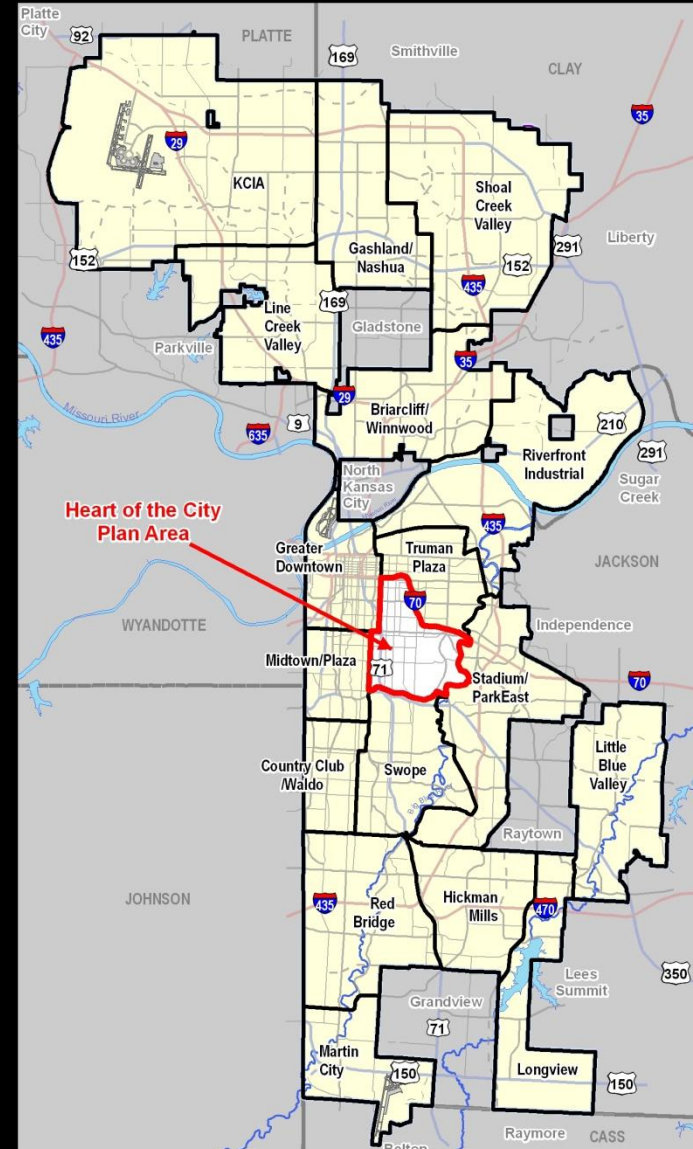 Platte
City
92
PLATTE
169
Smithville
CLAY
35
29
KCIA
Shoal
Creek
Valley
291
Liberty
152
Gashland/
Nashua
152
435
169
Line
Creek
Valley
Gladstone
435
Parkville
35
29
Missouri River
9
Briarcliff/
Winnwood
210
635
Riverfront
Industrial
291
North
Kansas
City
Sugar
Creek
Heart of the City
Plan Area
435
Greater
Downtown
Truman
Plaza
JACKSON
70
WYANDOTTE
Independence
Midtown/Plaza
71
Stadium/
ParkEast
70
Country Club
/Waldo
Swope
Little
Blue
Valley
Raytown
JOHNSON
435
Red
Bridge
Hickman
Mills
470
Lees
Summit
350
Grandview
71
Martin
City
150
Longview
150
Raymore
CASS